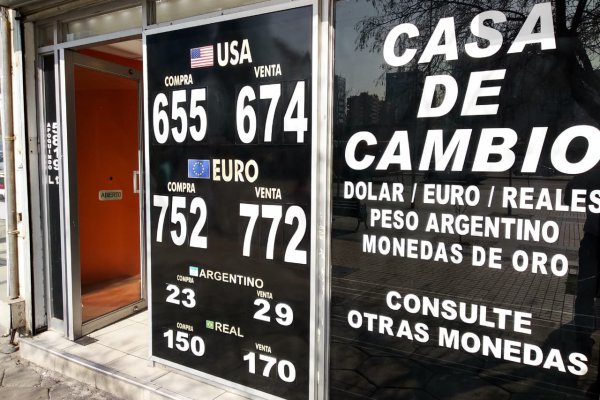 USA
COMPRA VENTA
655 674
EURO
COMPRA VENTA
752 772
ARGENTINO
COMPRA VENTA
23 29
REAL
COMPRA VENTA
150 170
ABIERTO
CASA
DE
CAMBIO
DOLAR / EURO / REALES
PESO ARGENTINO
MONEDAS DE ORO
CONSULTE
OTRAS MONEDAS